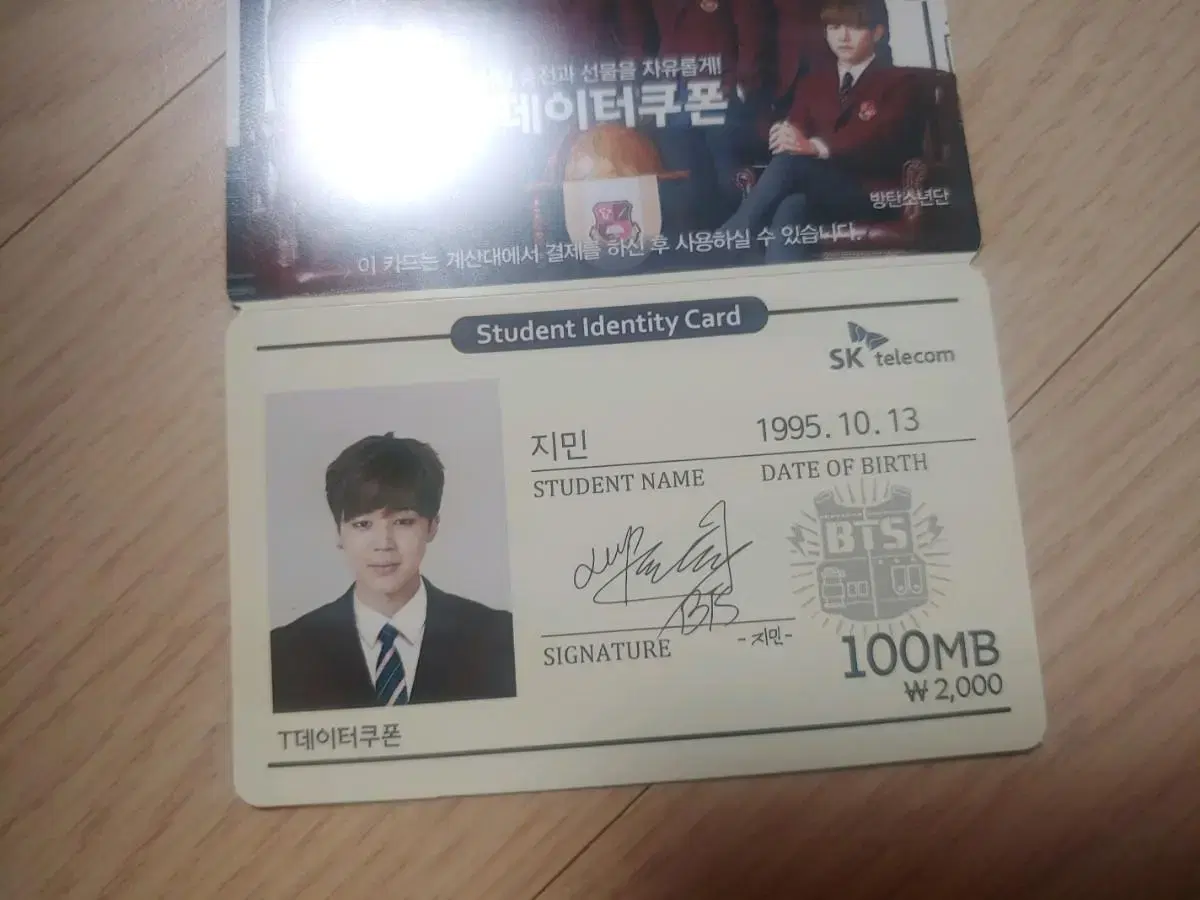 선물을 자유롭게!
데이터쿠폰
방탄소년단
이 카드는 계산대에서 결제를 하신 후 사용하실 수 있습니다.
Student Identity Card
SK telecom
지민 1995.10.13
STUDENT NAME DATE OF BIRTH
BTS
BTS
SIGNATURE -지민-
100MB
₩2,000
T데이터쿠폰